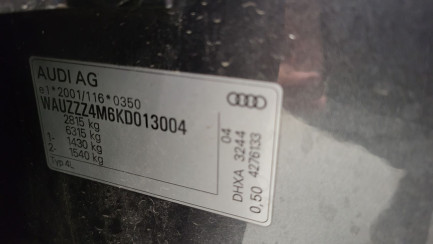 AUDI AG
e1*2001/116*0350
WAUZZZ4M6KD013004
2815 kg
6315 kg
1- 1430 kg
2- 1540 kg
Typ 4L
04
DHXA 3244
0,50 4276133